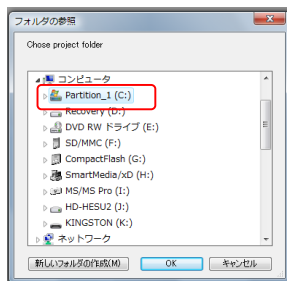 フォルダの参照
Chose project folder
コンピュータ
Partition_1 (C:)
Recovery (D:)
DVD RW ドライブ (E:)
SD/MMC (F:)
CompactFlash (G:)
SmartMedia/xD (H:)
MS/MS Pro (I:)
HD-HESU2 (J:)
KINGSTON (K:)
ネットワーク
新しいフォルダの作成(M)
OK
キャンセル